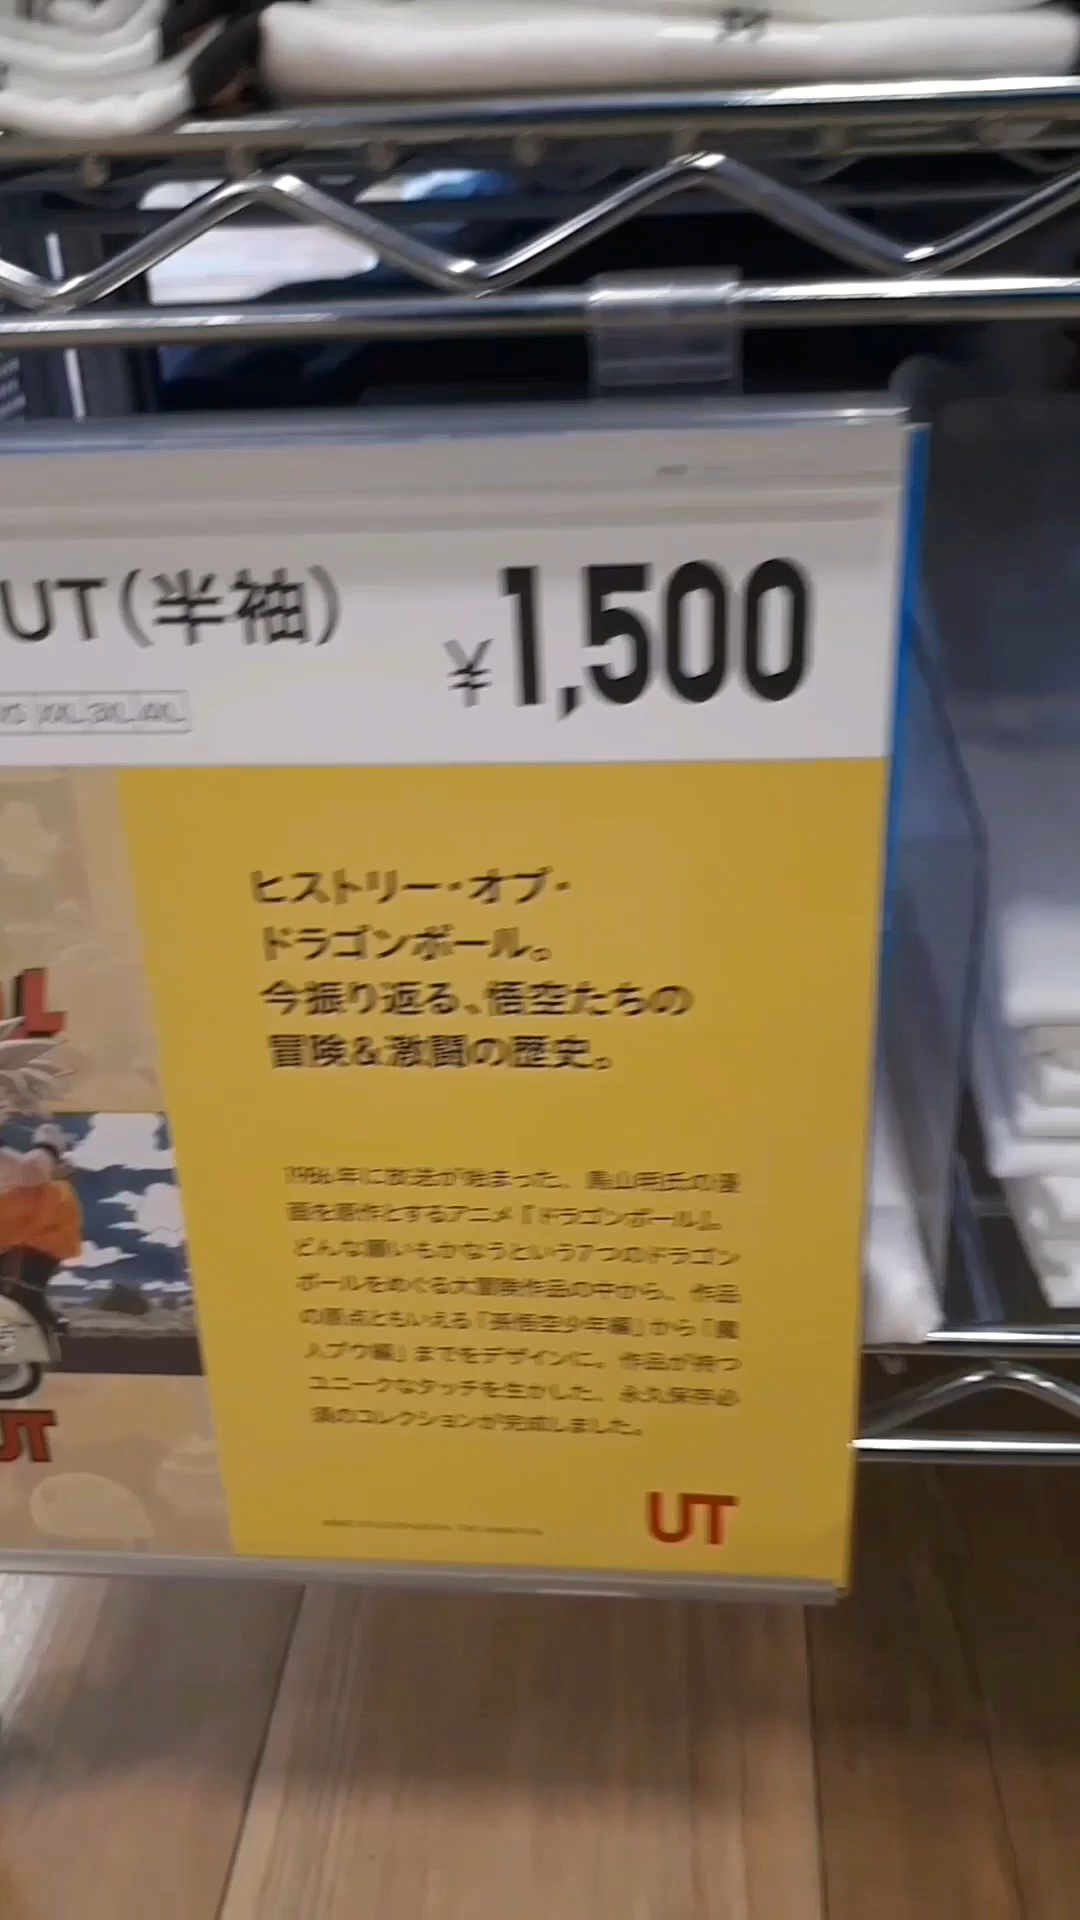 UT(半袖)
¥1,500
XS XXL 3XL 4XL
ヒストリー・オブ・
ドラゴンボール。
今振り返る、悟空たちの
冒険&激闘の歴史。
1986年に放送が始まった、鳥山明氏の漫
画を原作とするアニメ『ドラゴンボール』。
どんな願いもかなうという7つのドラゴン
ボールをめぐる大冒険作品の中から、作品
の原点ともいえる「孫悟空少年編」から「魔
人ブウ編」までをデザインに。作品が持つ
ユニークなタッチを生かした、永久保存必
須のコレクションが完成しました。
UT
UT